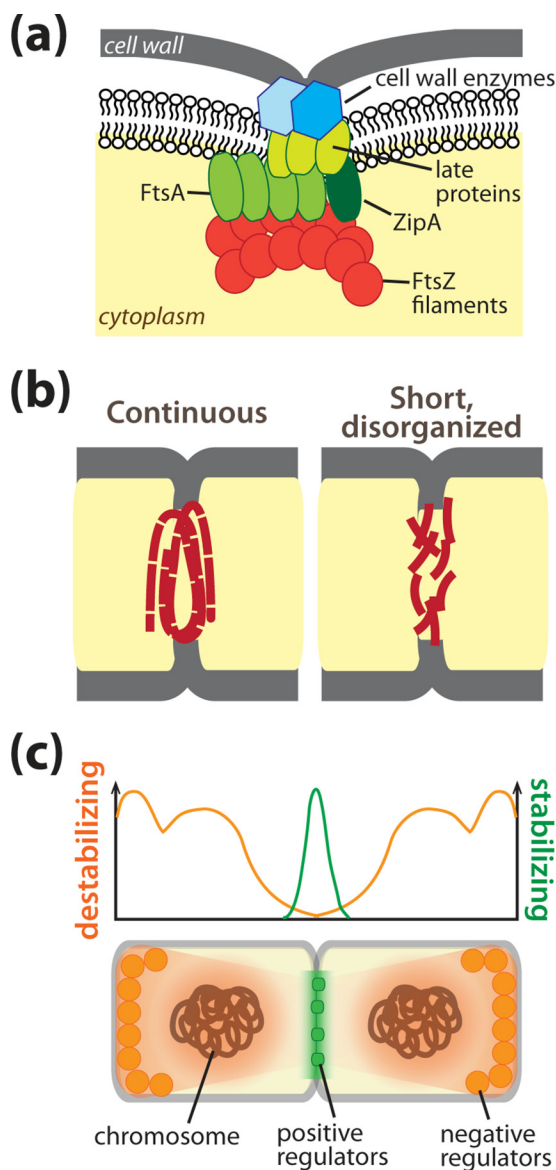 (a)
cell wall
cell wall enzymes
late
proteins
FtsA
ZipA
FtsZ
filaments
cytoplasm
(b)
Continuous
Short,
disorganized
(c)
destabilizing
stabilizing
chromosome
positive
regulators
negative
regulators